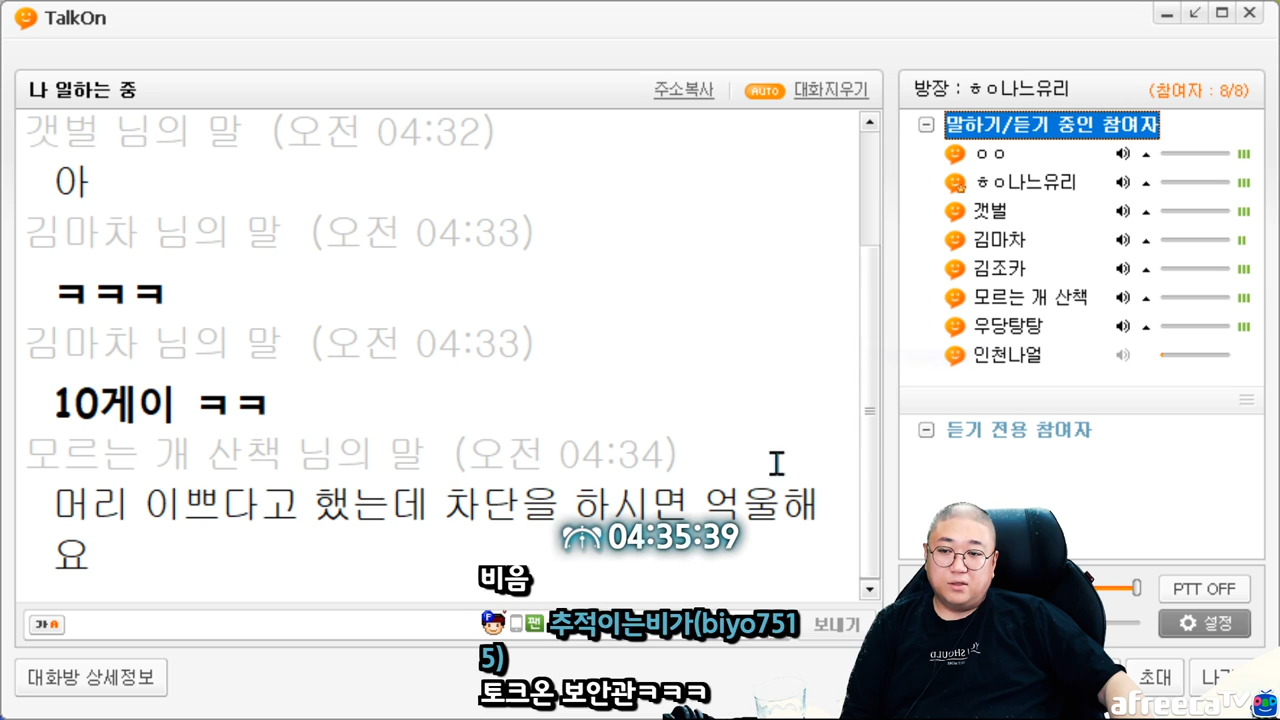 TalkOn
나 일하는 중
주소복사
AUTO 대화지우기
갯벌 님의 말 (오전 04:32)
아
김마차 님의 말 (오전 04:33)
ㅋㅋㅋ
김마차 님의 말 (오전 04:33)
10게이 ㅋㅋ
모르는 개 산책 님의 말 (오전 04:34)
머리 이쁘다고 했는데 차단을 하시면 억울해
요
04:35:39
비음
팬 추적이는비가(biyo751
5)
토크온 보안관ㅋㅋㅋ
가A
보내기
대화방 상세정보
방장 : ㅎㅇ나느유리
(참여자 : 8/8)
말하기/듣기 중인 참여자
ㅇㅇ
ㅎㅇ나느유리
갯벌
김마차
김조카
모르는 개 산책
우당탕탕
인천나얼
듣기 전용 참여자
PTT OFF
설정
초대
SHOULD
afreecaTV